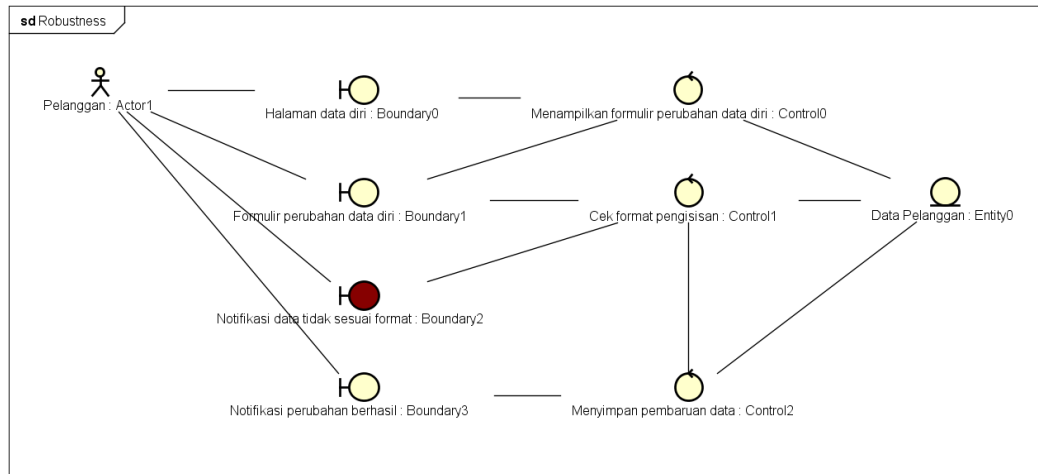 sd Robustness
Pelanggan : Actor1
Halaman data diri : Boundary0
Menampilkan formulir perubahan data diri : Control0
Formulir perubahan data diri : Boundary1
Cek format pengisisan : Control1
Data Pelanggan : Entity0
Notifikasi data tidak sesuai format : Boundary2
Notifikasi perubahan berhasil : Boundary3
Menyimpan pembaruan data : Control2